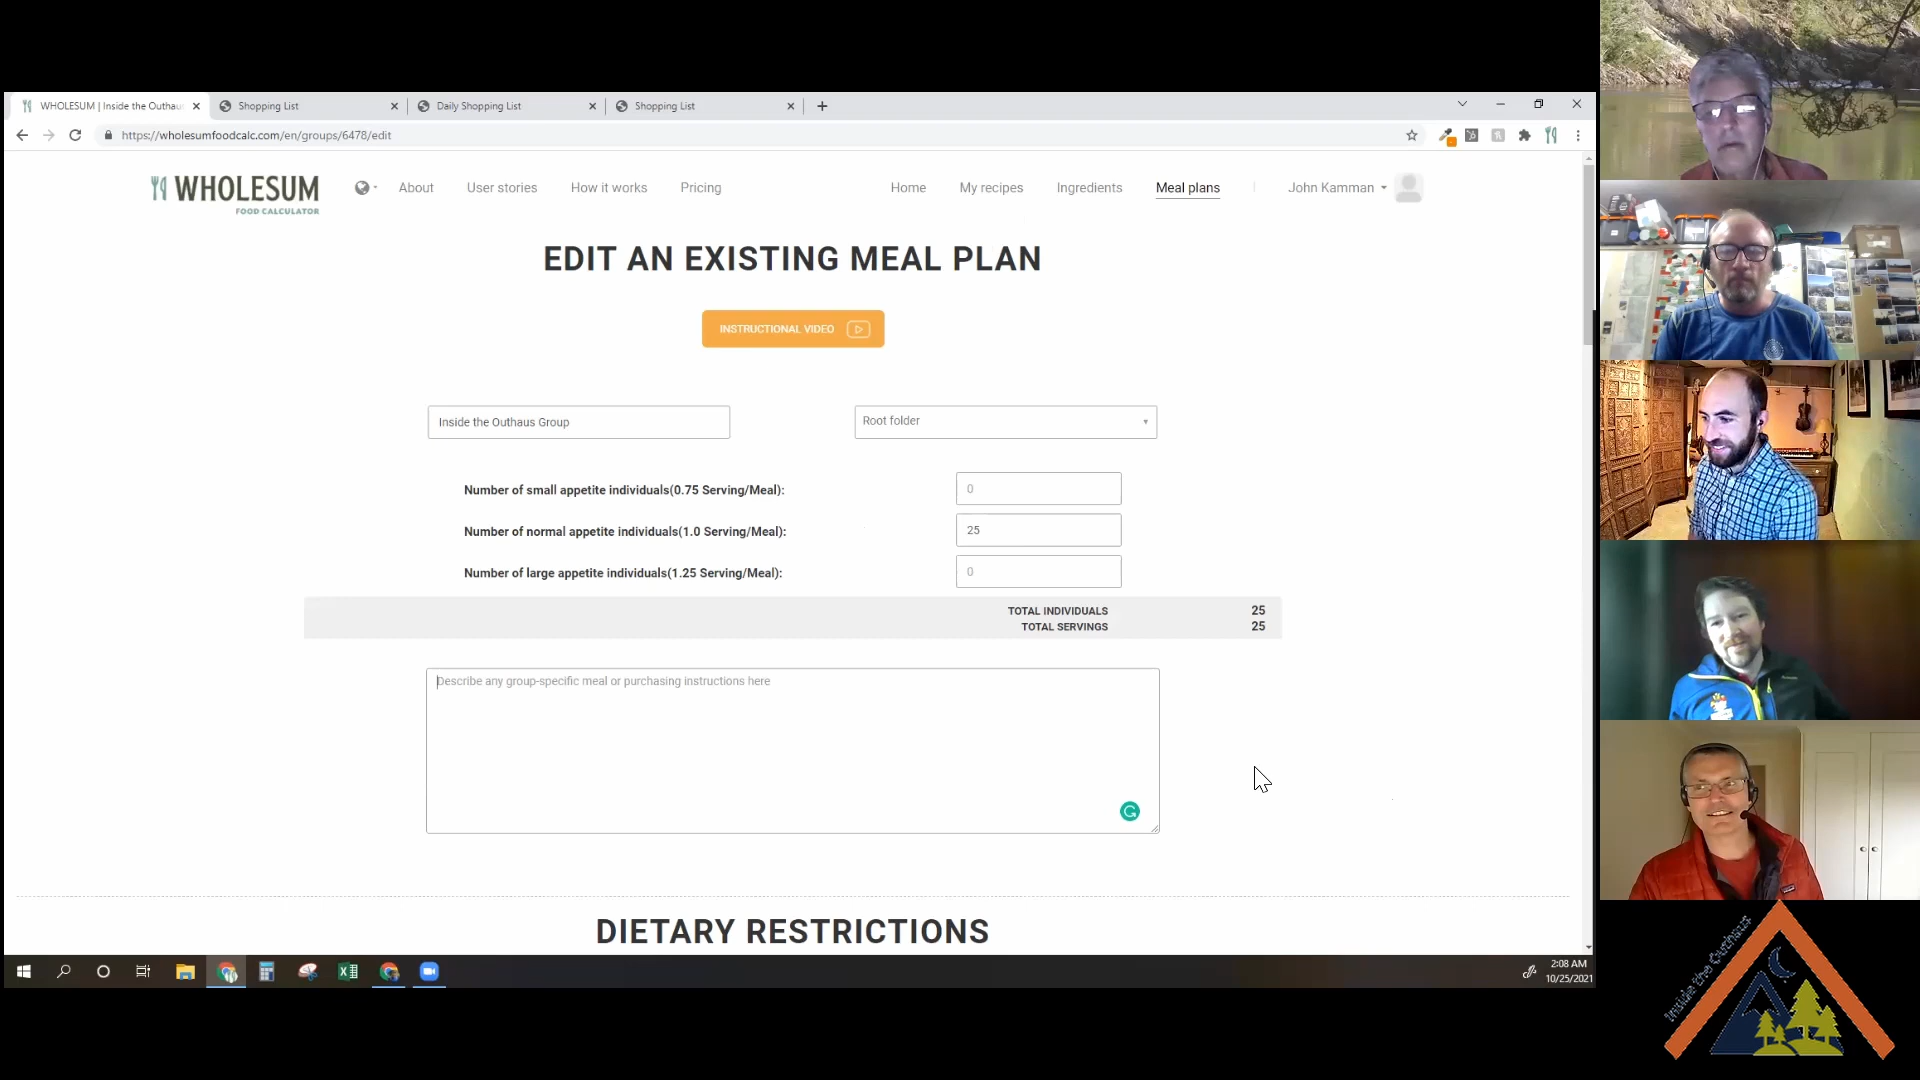 WHOLESUM | Inside the Outhau
Shopping List
Daily Shopping List
Shopping List
https://wholesumfoodcalc.com/en/groups/6478/edit
WHOLESUM
FOOD CALCULATOR
About
User stories
How it works
Pricing
Home
My recipes
Ingredients
Meal plans
John Kamman
EDIT AN EXISTING MEAL PLAN
INSTRUCTIONAL VIDEO
Inside the Outhaus Group
Root folder
Number of small appetite individuals(0.75 Serving/Meal):
0
Number of normal appetite individuals(1.0 Serving/Meal):
25
Number of large appetite individuals(1.25 Serving/Meal):
0
TOTAL INDIVIDUALS 25
TOTAL SERVINGS 25
Describe any group-specific meal or purchasing instructions here
DIETARY RESTRICTIONS
2:08 AM
10/25/2021
Inside the Outhaus